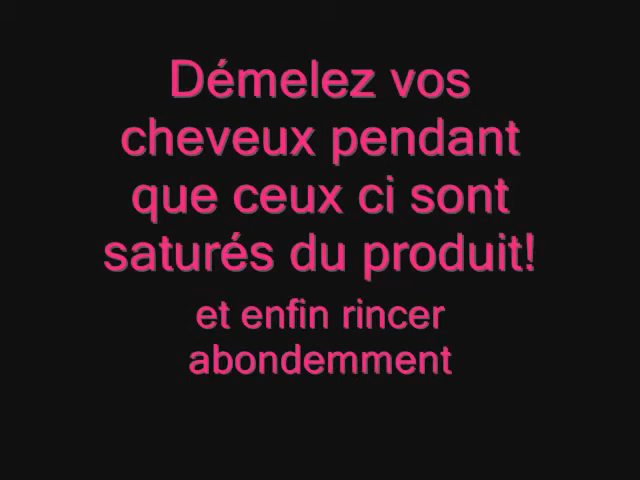 Démelez vos
cheveux pendant
que ceux ci sont
saturés du produit!
et enfin rincer
abondemment